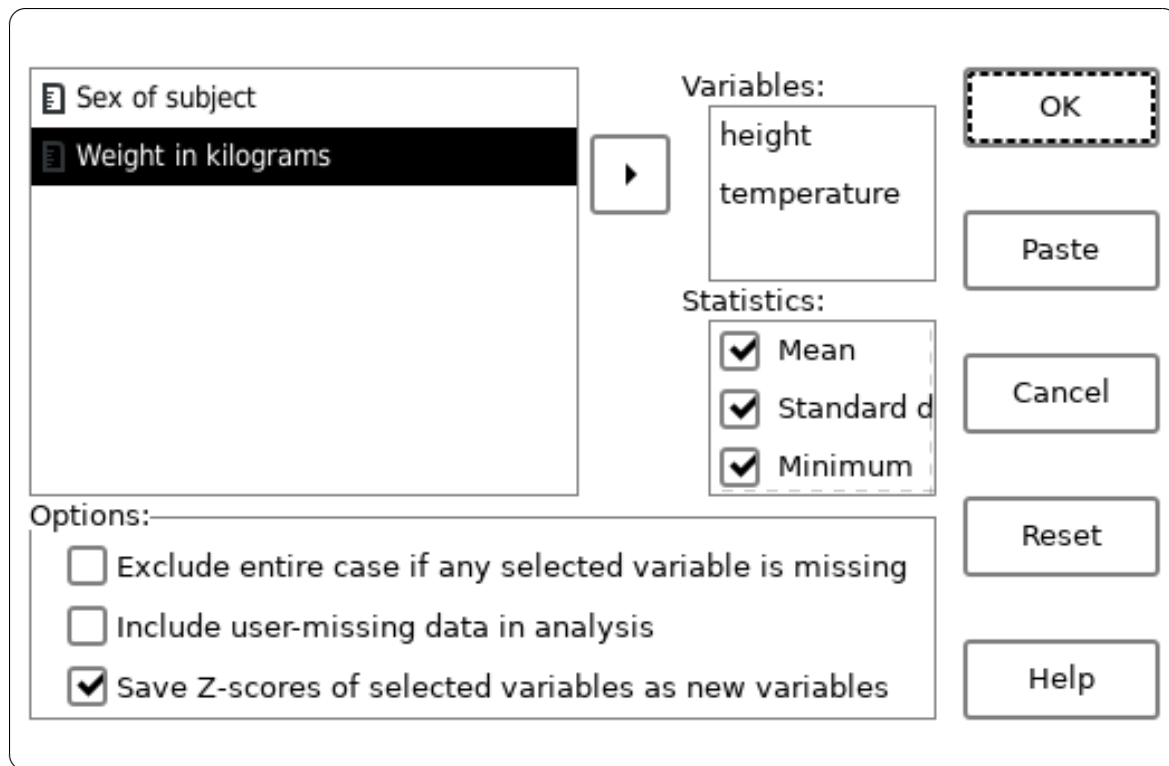 Sex of subject
Weight in kilograms
Variables:
height
temperature
Statistics:
Mean
Standard d
Minimum
Options:
Exclude entire case if any selected variable is missing
Include user-missing data in analysis
Save Z-scores of selected variables as new variables
OK
Paste
Cancel
Reset
Help